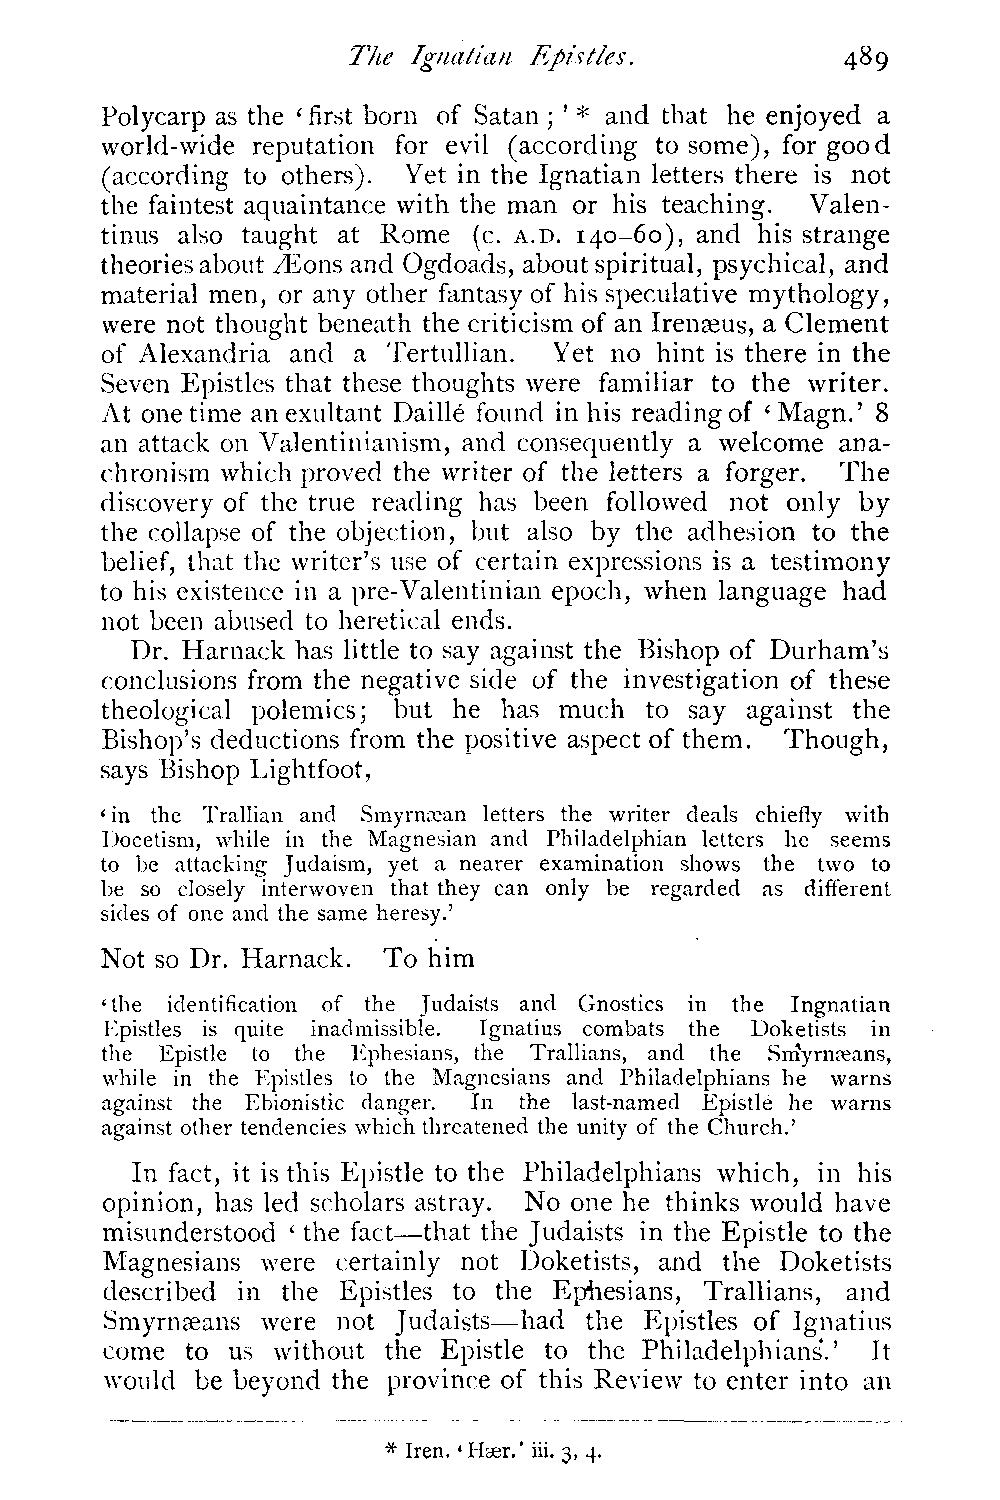 The Ignatian Epistles. 489
Polycarp as the ‘first born of Satan;’* and that he enjoyed a
world-wide reputation for evil (according to some), for good
(according to others). Yet in the Ignatian letters there is not
the faintest aquaintance with the man or his teaching. Valen-
tinus also taught at Rome (c. A.D. 140–60), and his strange
theories about Æons and Ogdoads, about spiritual, psychical, and
material men, or any other fantasy of his speculative mythology,
were not thought beneath the criticism of an Irenæus, a Clement
of Alexandria and a Tertullian. Yet no hint is there in the
Seven Epistles that these thoughts were familiar to the writer.
At one time an exultant Daillé found in his reading of ‘Magn.’ 8
an attack on Valentinianism, and consequently a welcome ana-
chronism which proved the writer of the letters a forger. The
discovery of the true reading has been followed not only by
the collapse of the objection, but also by the adhesion to the
belief, that the writer’s use of certain expressions is a testimony
to his existence in a pre-Valentinian epoch, when language had
not been abused to heretical ends.
Dr. Harnack has little to say against the Bishop of Durham’s
conclusions from the negative side of the investigation of these
theological polemics; but he has much to say against the
Bishop’s deductions from the positive aspect of them. Though,
says Bishop Lightfoot,
‘in the Trallian and Smyrnæan letters the writer deals chiefly with
Docetism, while in the Magnesian and Philadelphian letters he seems
to be attacking Judaism, yet a nearer examination shows the two to
be so closely interwoven that they can only be regarded as different
sides of one and the same heresy.’
Not so Dr. Harnack. To him
‘the identification of the Judaists and Gnostics in the Ingnatian
Epistles is quite inadmissible. Ignatius combats the Doketists in
the Epistle to the Ephesians, the Trallians, and the Smyrnæans,
while in the Epistles to the Magnesians and Philadelphians he warns
against the Ebionistic danger. In the last-named Epistle he warns
against other tendencies which threatened the unity of the Church.’
In fact, it is this Epistle to the Philadelphians which, in his
opinion, has led scholars astray. No one he thinks would have
misunderstood ‘the fact—that the Judaists in the Epistle to the
Magnesians were certainly not Doketists, and the Doketists
described in the Epistles to the Ephesians, Trallians, and
Smyrnæans were not Judaists—had the Epistles of Ignatius
come to us without the Epistle to the Philadelphians.’ It
would be beyond the province of this Review to enter into an
* Iren. ‘Hær.’ iii. 3, 4.